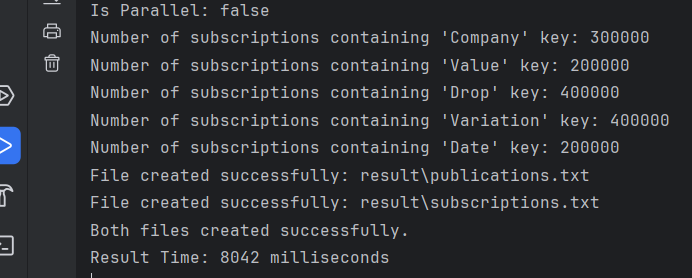 Is Parallel: false
Number of subscriptions containing 'Company' key: 300000
Number of subscriptions containing 'Value' key: 200000
Number of subscriptions containing 'Drop' key: 400000
Number of subscriptions containing 'Variation' key: 400000
Number of subscriptions containing 'Date' key: 200000
File created successfully: result\publications.txt
File created successfully: result\subscriptions.txt
Both files created successfully.
Result Time: 8042 milliseconds